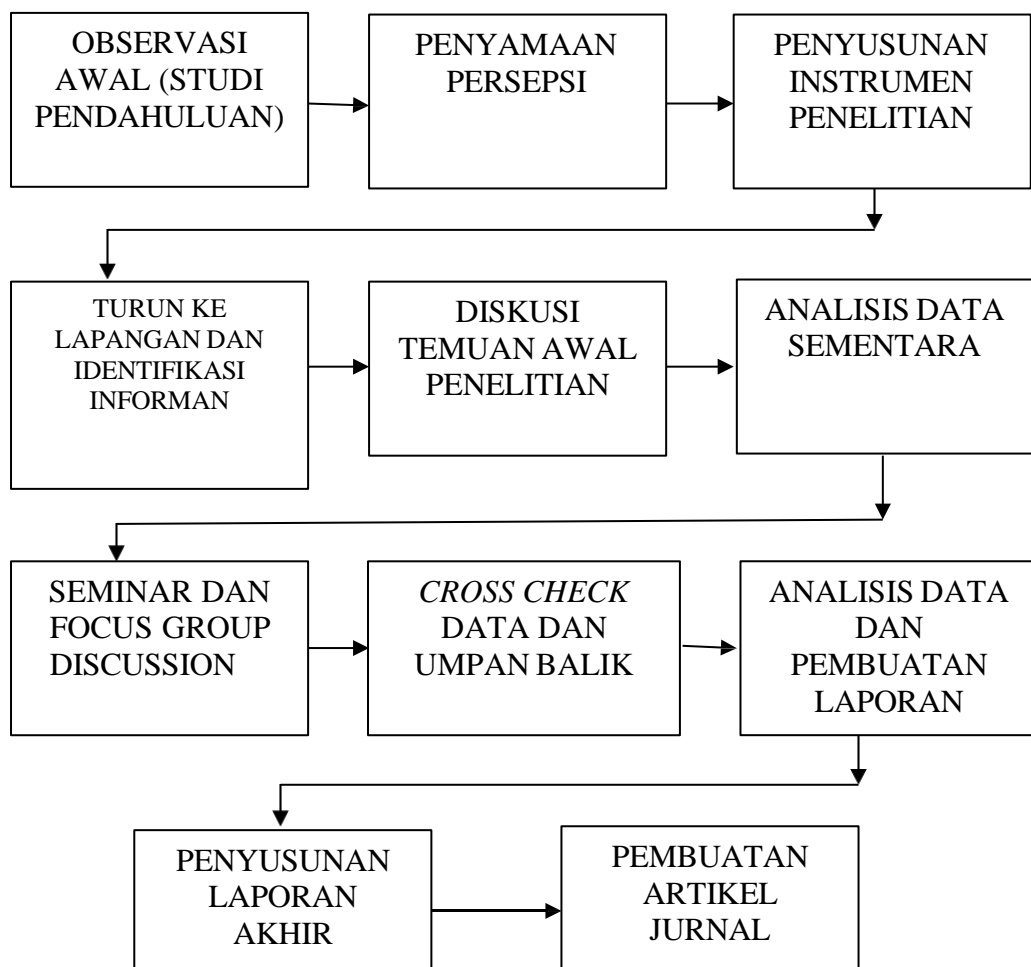 OBSERVASI
AWAL (STUDI
PENDAHULUAN)
PENYAMAAN
PERSEPSI
PENYUSUNAN
INSTRUMEN
PENELITIAN
TURUN KE
LAPANGAN DAN
IDENTIFIKASI
INFORMAN
DISKUSI
TEMUAN AWAL
PENELITIAN
ANALISIS DATA
SEMENTARA
SEMINAR DAN
FOCUS GROUP
DISCUSSION
CROSS CHECK
DATA DAN
UMPAN BALIK
ANALISIS DATA
DAN
PEMBUATAN
LAPORAN
PENYUSUNAN
LAPORAN
AKHIR
PEMBUATAN
ARTIKEL
JURNAL